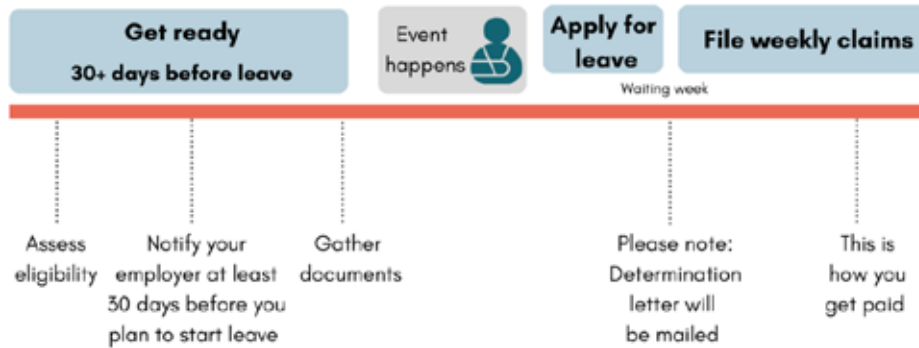 Get ready
30+ days before leave
Event
happens
Apply for
leave
File weekly claims
Waiting week
Assess
eligibility
Notify your
employer at least
30 days before you
plan to start leave
Gather
documents
Please note:
Determination
letter will
be mailed
This is
how you
get paid